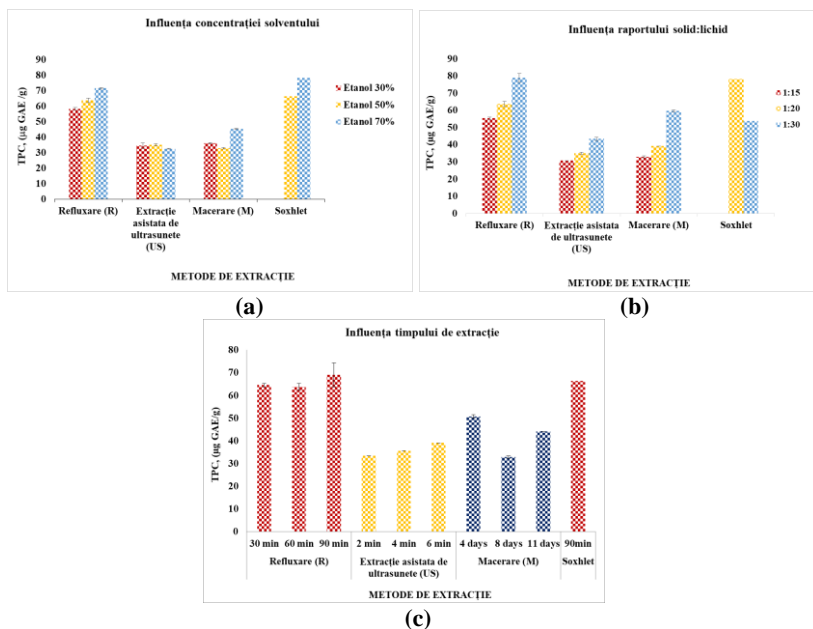 Influența concentrației solventului
TPC, (µg GAE /g)
90
80
70
60
50
40
30
20
10
0
Etanol 30%
Etanol 50%
Etanol 70%
Refluxare (R)
Extracție
asistata de
ultrasunete
(US)
Macerare (M)
Soxhlet
METODE DE EXTRACȚIE
(a)
Influența raportului solid:lichid
TPC, (µg GAE/g)
90
80
70
60
50
40
30
20
10
0
1:15
1:20
1:30
Refluxare (R)
Extracție asistata
de ultrasunete
(US)
Macerare (M)
Soxhlet
METODE DE EXTRACȚIE
(b)
Influența timpului de extracție
TPC, (µg GAE/g)
80
70
60
50
40
30
20
10
0
30 min 60 min 90 min 2 min 4 min 6 min 4 days 8 days 11 days 90min
Refluxare (R)
Extracție asistata de
ultrasunete (US)
Macerare (M)
Soxhlet
METODE DE EXTRACȚIE
(c)